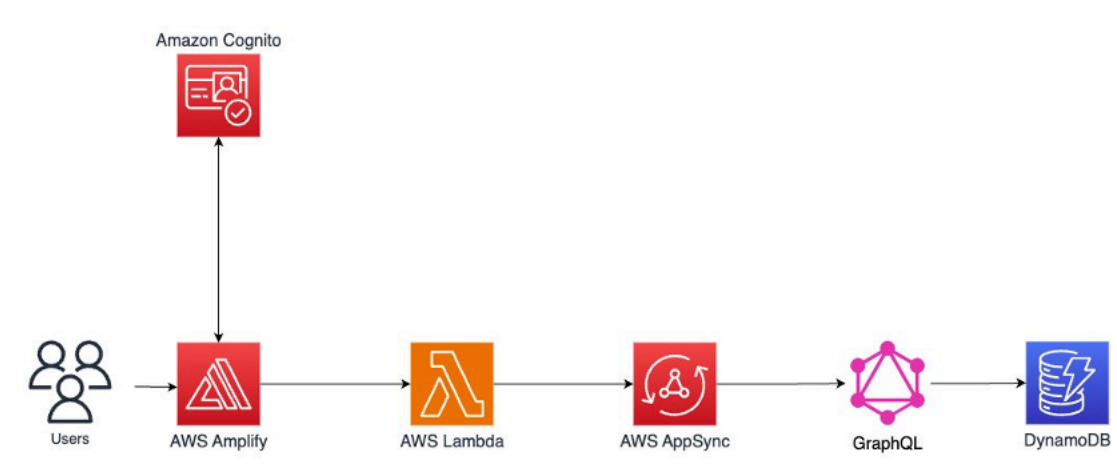 Amazon Cognito
Users
AWS Amplify
AWS Lambda
AWS AppSync
GraphQL
DynamoDB